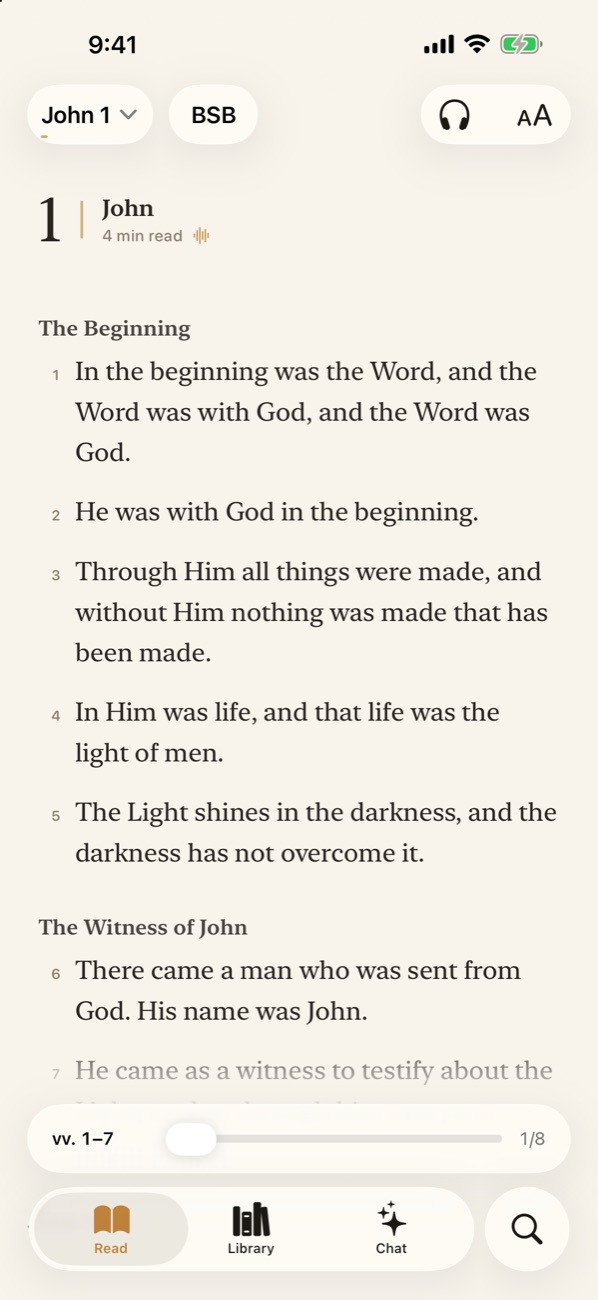 9:41
John 1
BSB
AA
1
John
4 min read
The Beginning
1 In the beginning was the Word, and the
Word was with God, and the Word was
God.
2 He was with God in the beginning.
3 Through Him all things were made, and
without Him nothing was made that has
been made.
4 In Him was life, and that life was the
light of men.
5 The Light shines in the darkness, and the
darkness has not overcome it.
The Witness of John
6 There came a man who was sent from
God. His name was John.
7 He came as a witness to testify about the
vv. 1–7
1/8
Read
Library
Chat